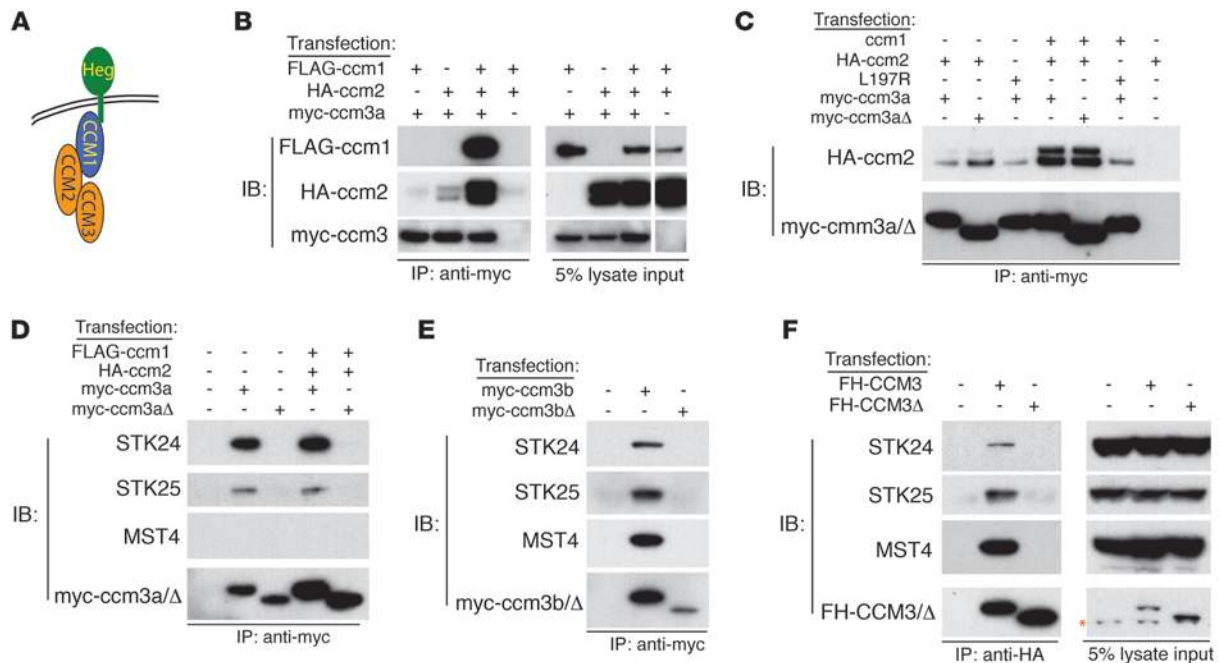 A
Heg
CCM1
CCM2
CCM3
B
Transfection:
FLAG-ccm1 + - + + + - + +
HA-ccm2 - + + + - + + +
myc-ccm3a + + + - + + + -
IB:
FLAG-ccm1
HA-ccm2
myc-ccm3
IP: anti-myc
5% lysate input
C
Transfection:
ccm1 - - - + + + -
HA-ccm2 + + - + + - +
L197R - - + - - + -
myc-ccm3a + - + + - + -
myc-ccm3aΔ - + - - + - -
IB:
HA-ccm2
myc-cmm3a/Δ
IP: anti-myc
D
Transfection:
FLAG-ccm1 - - - + +
HA-ccm2 - - - + +
myc-ccm3a - + - + -
myc-ccm3aΔ - - + - +
IB:
STK24
STK25
MST4
myc-ccm3a/Δ
IP: anti-myc
E
Transfection:
myc-ccm3b - + -
myc-ccm3bΔ - - +
IB:
STK24
STK25
MST4
myc-ccm3b/Δ
IP: anti-myc
F
Transfection:
FH-CCM3 - + - - + -
FH-CCM3Δ - - + - - +
IB:
STK24
STK25
MST4
FH-CCM3/Δ
*
IP: anti-HA
5% lysate input